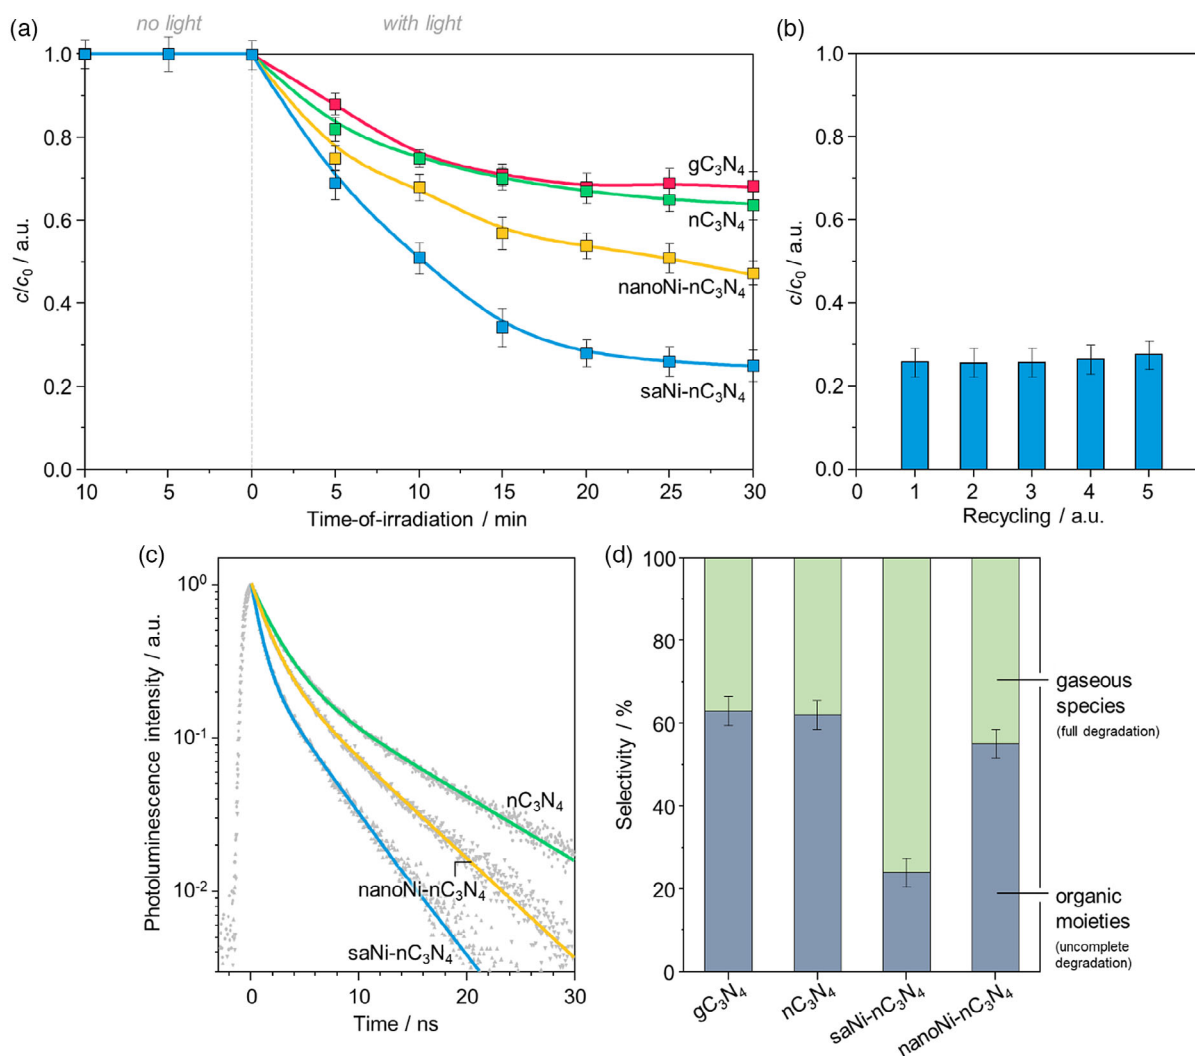 (a)
no light
with light
1.0
0.8
0.6
0.4
0.2
0.0
c/c₀ / a.u.
gC₃N₄
nC₃N₄
nanoNi-nC₃N₄
saNi-nC₃N₄
10 5 0 5 10 15 20 25 30
Time-of-irradiation / min
(b)
1.0
0.8
0.6
0.4
0.2
0.0
c/c₀ / a.u.
0 1 2 3 4 5
Recycling / a.u.
(c)
10⁰
10⁻¹
10⁻²
Photoluminescence intensity / a.u.
nC₃N₄
nanoNi-nC₃N₄
saNi-nC₃N₄
0 10 20 30
Time / ns
(d)
100
80
60
40
20
0
Selectivity / %
gaseous
species
(full degradation)
organic
moieties
(uncomplete
degradation)
gC₃N₄
nC₃N₄
saNi-nC₃N₄
nanoNi-nC₃N₄